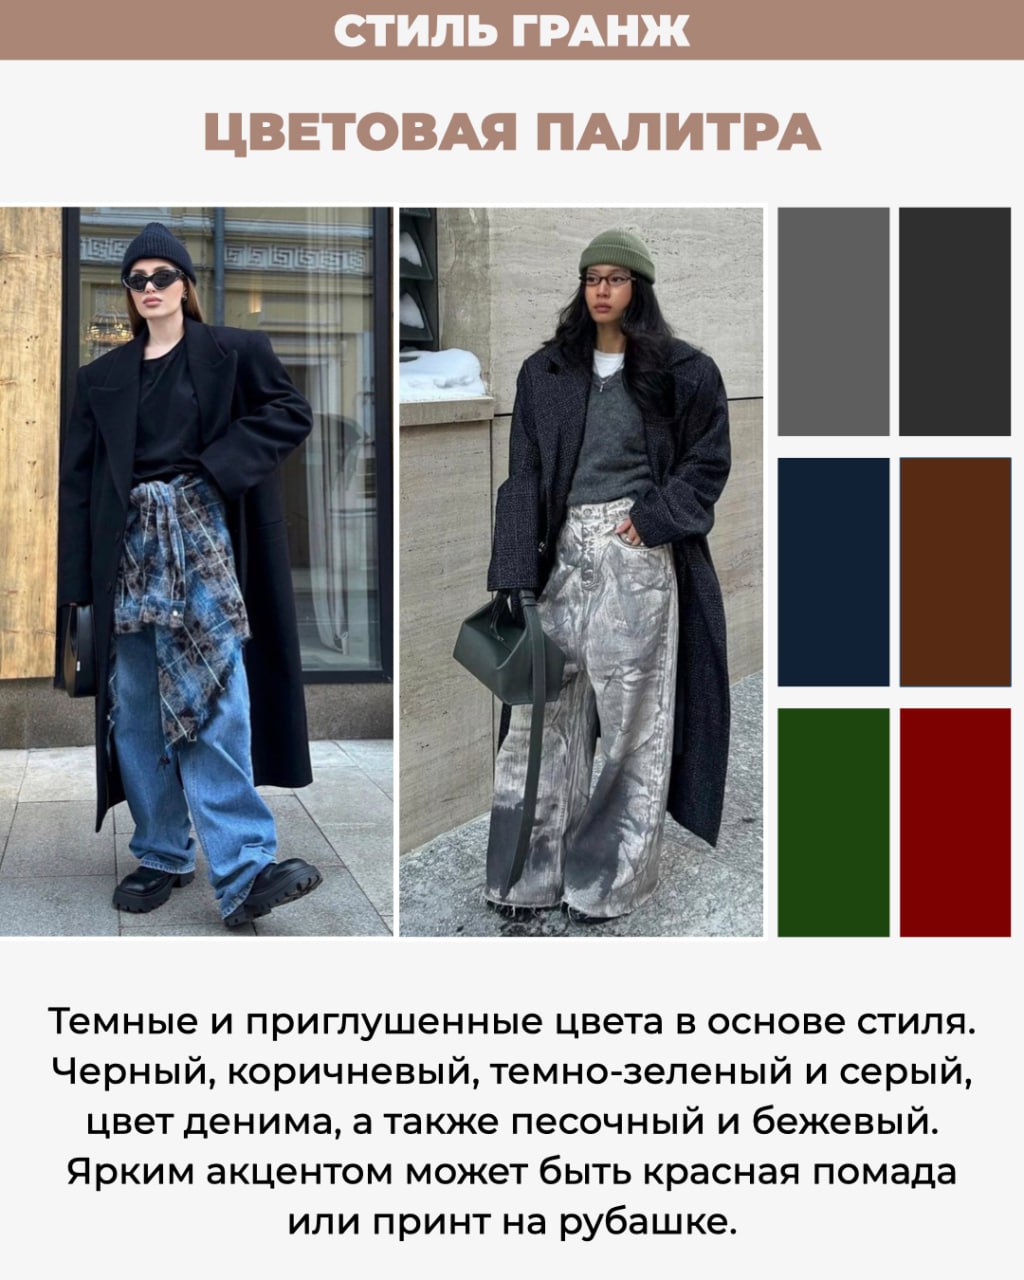 СТИЛЬ ГРАНЖ
ЦВЕТОВАЯ ПАЛИТРА
Темные и приглушенные цвета в основе стиля.
Черный, коричневый, темно-зеленый и серый,
цвет денима, а также песочный и бежевый.
Ярким акцентом может быть красная помада
или принт на рубашке.